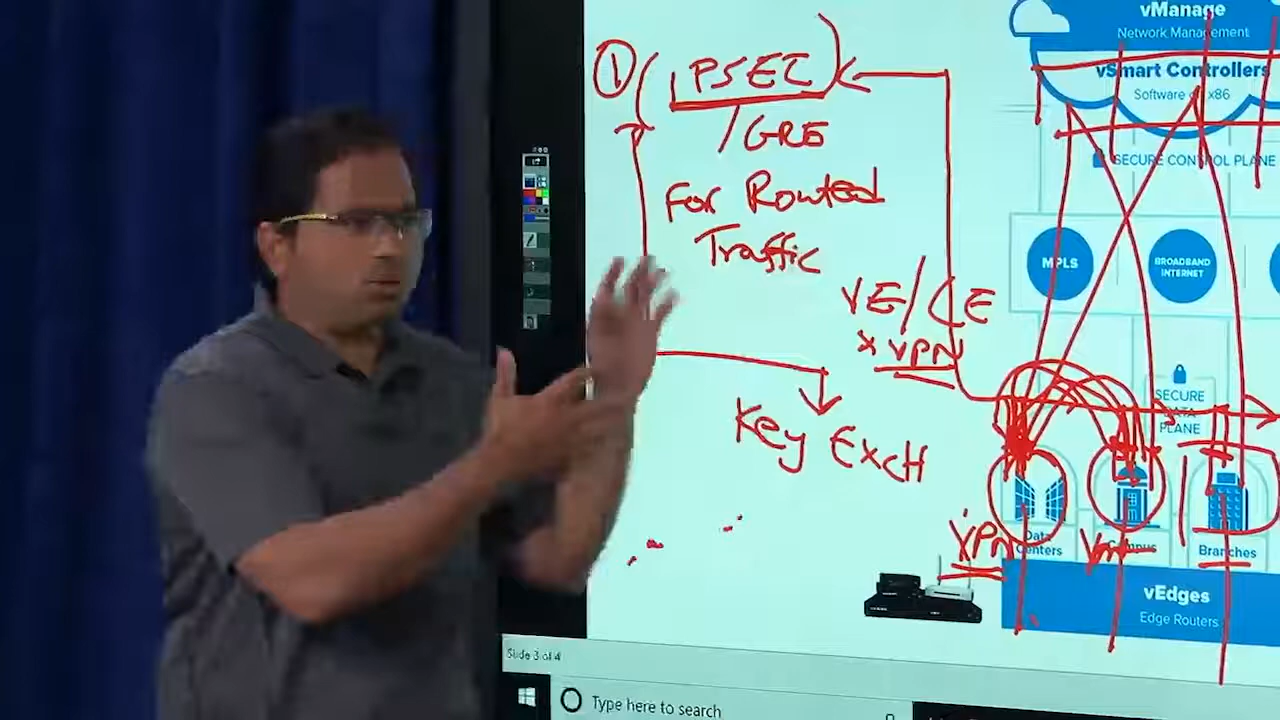 ① (IPSEC)
/GRE
For Routed
Traffic
VE/CE
x VPN
Key ExcH
VPN
vManage
Network Management
vSmart Controllers
Software on x86
SECURE CONTROL PLANE
MPLS
BROADBAND
INTERNET
SECURE
DATA
PLANE
Data
Centers
Campus
Branches
vEdges
Edge Routers
Slide 3 of 4
Type here to search